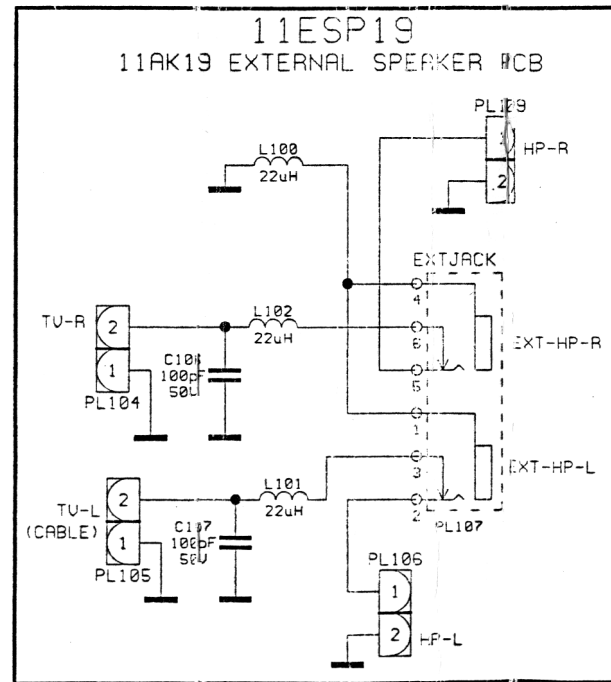 11ESP19
11AK19 EXTERNAL SPEAKER PCB
PL109
1
HP-R
2
L100
22uH
EXTJACK
4
TV-R
2
L102
22uH
6
EXT-HP-R
1
100pF
50V
5
PL104
1
3
EXT-HP-L
TV-L
(CABLE)
2
L101
22uH
2
PL107
1
C107
100pF
50V
PL105
PL106
1
2
HP-L